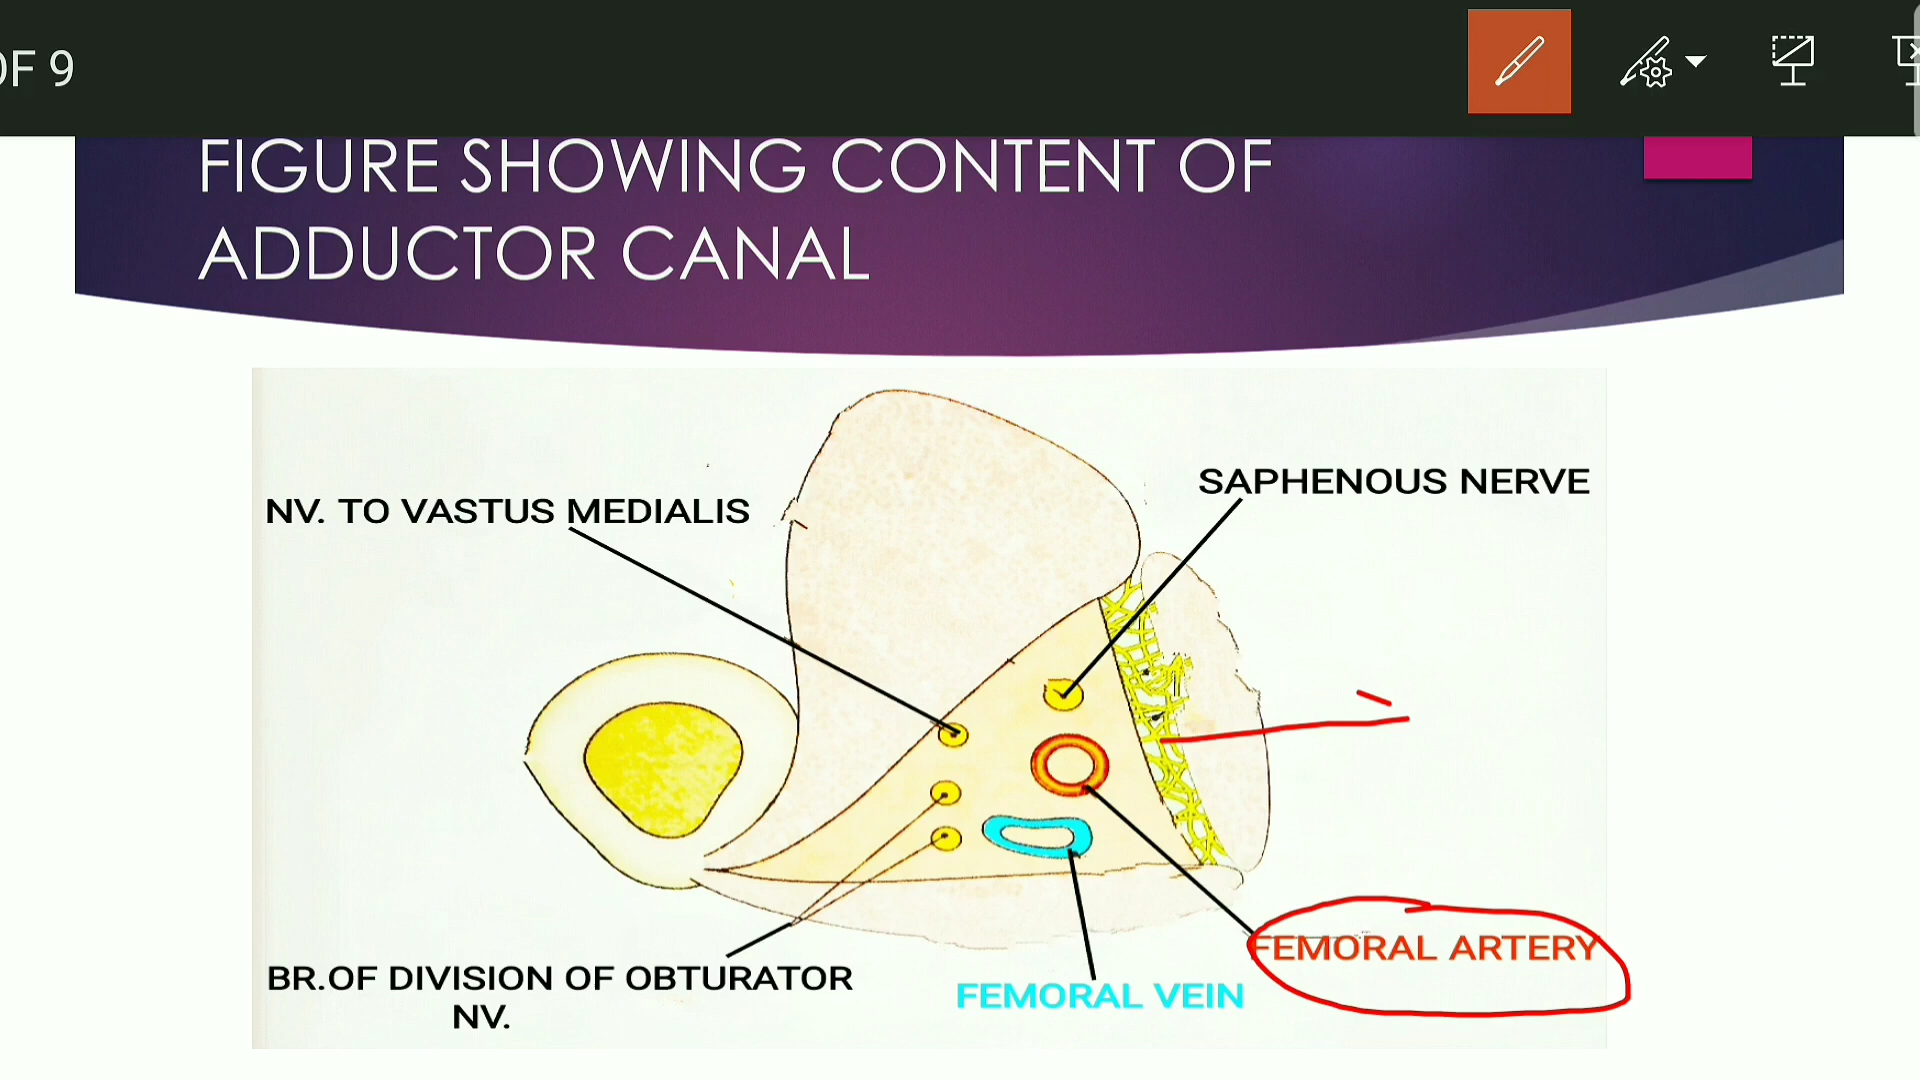 OF 9
FIGURE SHOWING CONTENT OF
ADDUCTOR CANAL
SAPHENOUS NERVE
NV. TO VASTUS MEDIALIS
FEMORAL ARTERY
BR.OF DIVISION OF OBTURATOR
NV.
FEMORAL VEIN